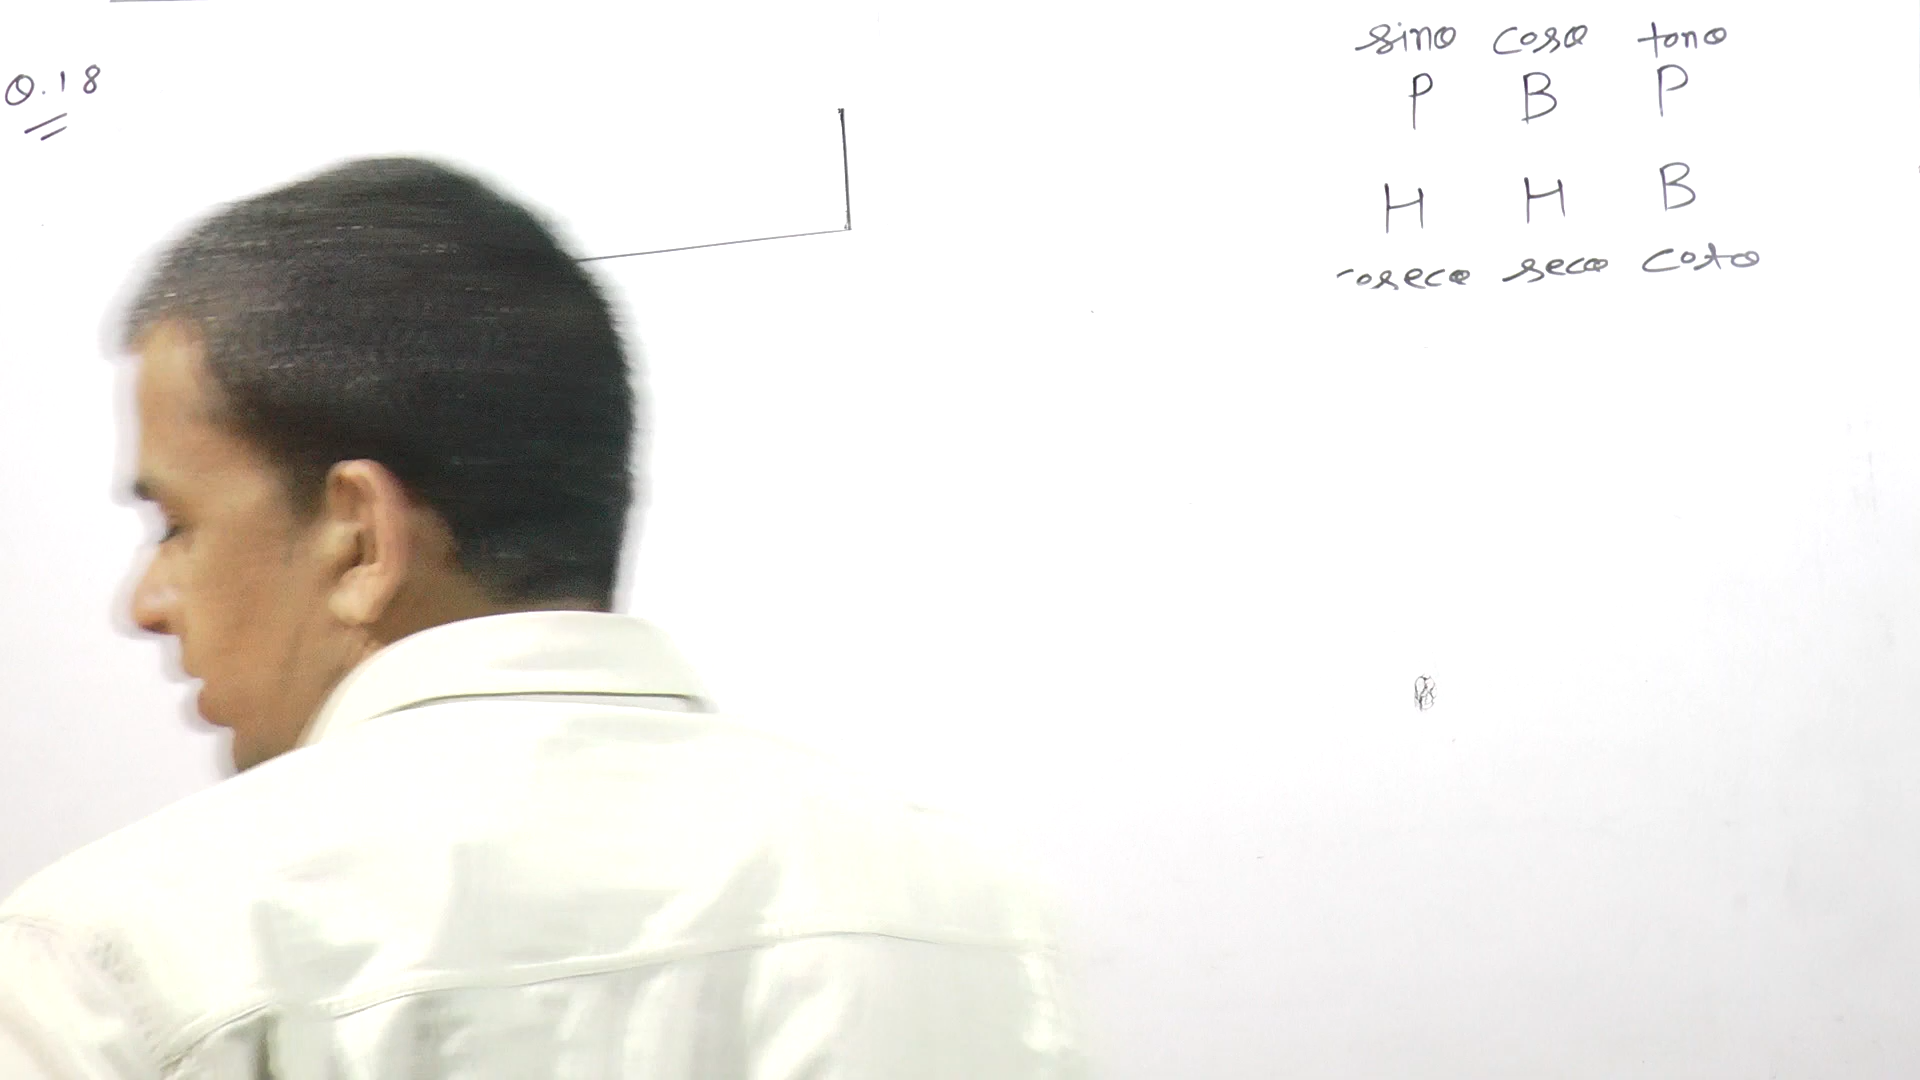 Q.18
sinθ cosθ tanθ
P B P
H H B
cosecθ secθ cotθ